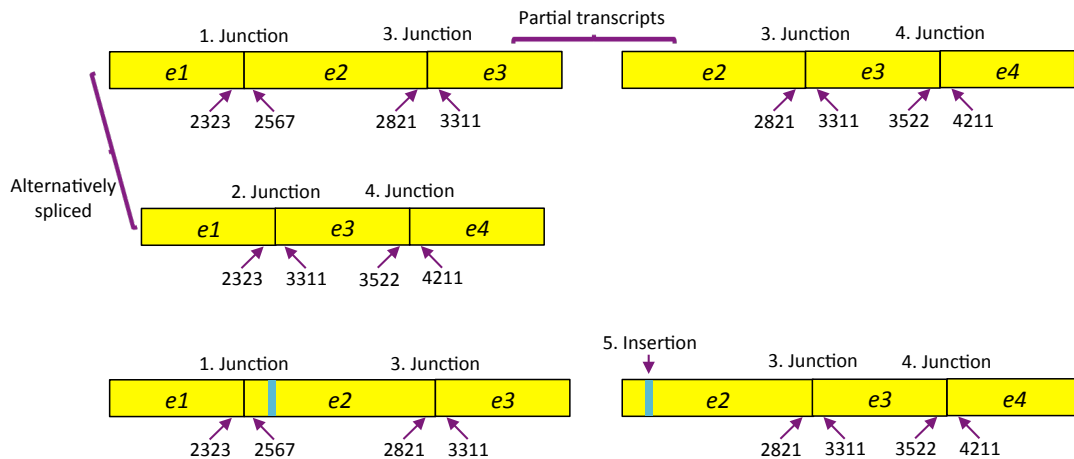 Partial transcripts
1. Junction 3. Junction 3. Junction 4. Junction
e1 e2 e3 e2 e3 e4
2323 2567 2821 3311 2821 3311 3522 4211
Alternatively
spliced
2. Junction 4. Junction
e1 e3 e4
2323 3311 3522 4211
5. Insertion
1. Junction 3. Junction 3. Junction 4. Junction
e1 e2 e3 e2 e3 e4
2323 2567 2821 3311 2821 3311 3522 4211